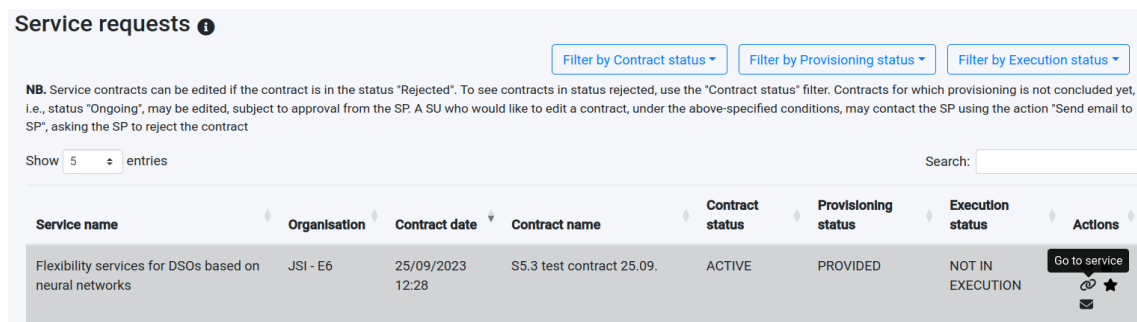 Service requests
Filter by Contract status Filter by Provisioning status Filter by Execution status
NB. Service contracts can be edited if the contract is in the status "Rejected". To see contracts in status rejected, use the "Contract status" filter. Contracts for which provisioning is not concluded yet,
i.e., status "Ongoing", may be edited, subject to approval from the SP. A SU who would like to edit a contract, under the above-specified conditions, may contact the SP using the action "Send email to
SP", asking the SP to reject the contract
Show 5 entries Search:
Service name Organisation Contract date Contract name Contract status Provisioning status Execution status Actions
Go to service
Flexibility services for DSOs based on JSI - E6 25/09/2023 S5.3 test contract 25.09. ACTIVE PROVIDED NOT IN
neural networks 12:28 EXECUTION